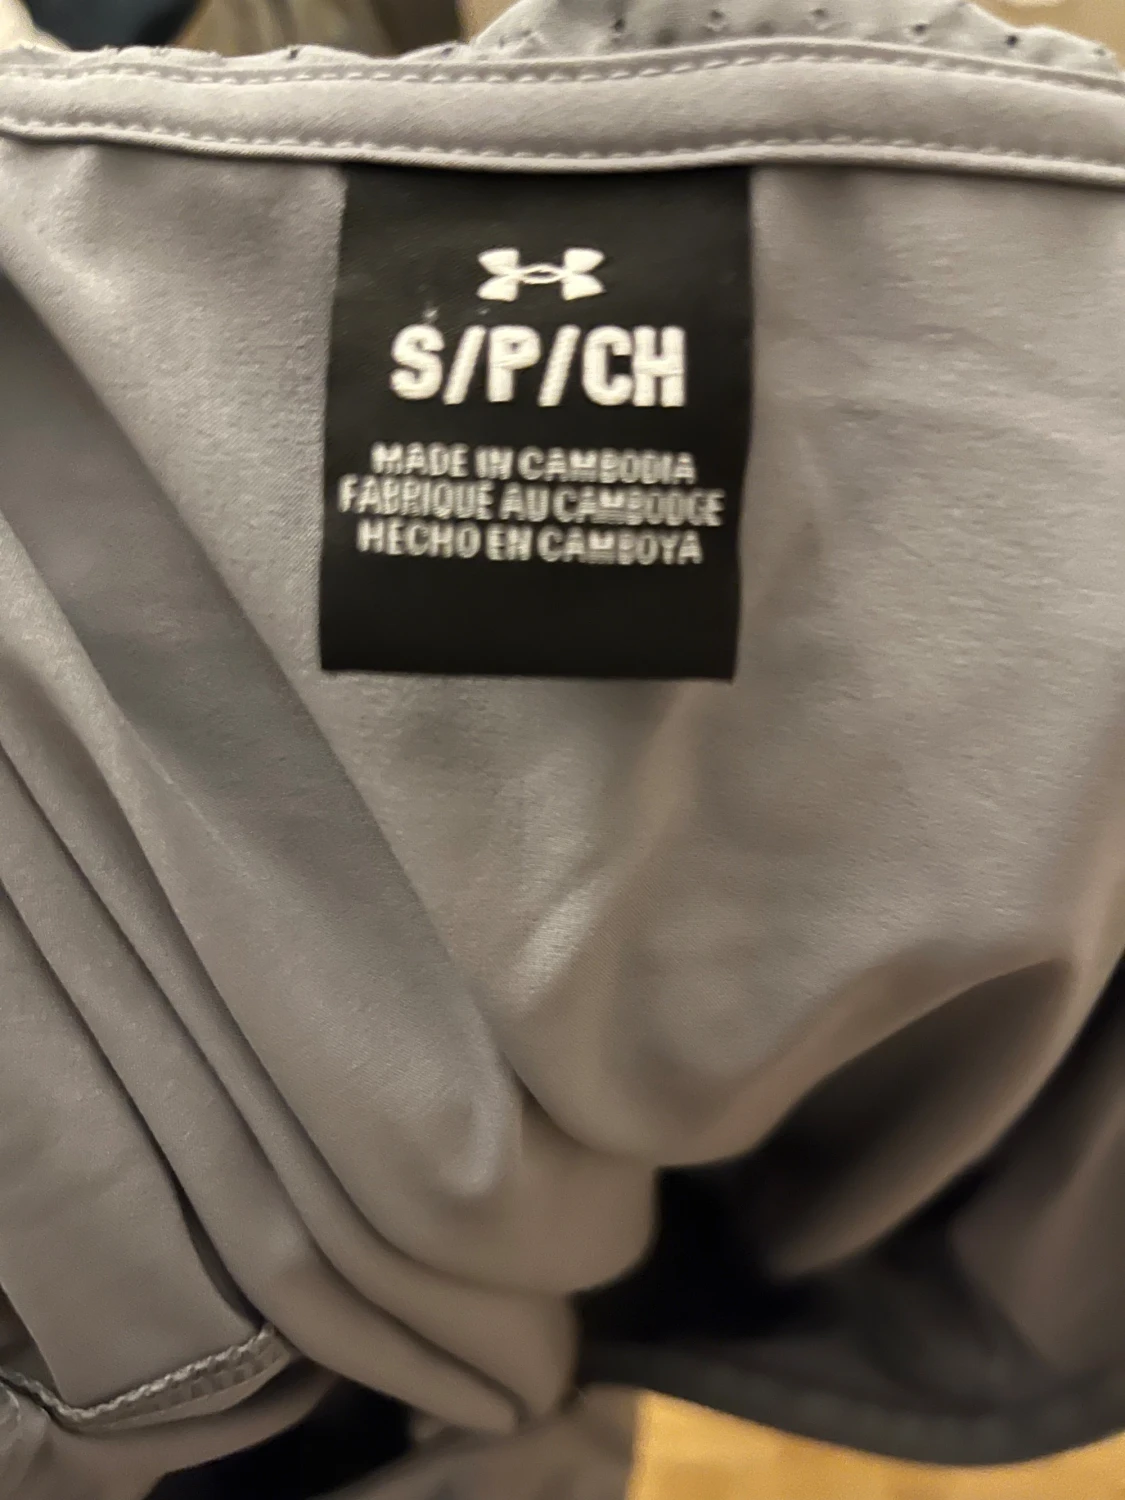 S/P/CH
MADE IN CAMBODIA
FABRIQUE AU CAMBODGE
HECHO EN CAMBOYA